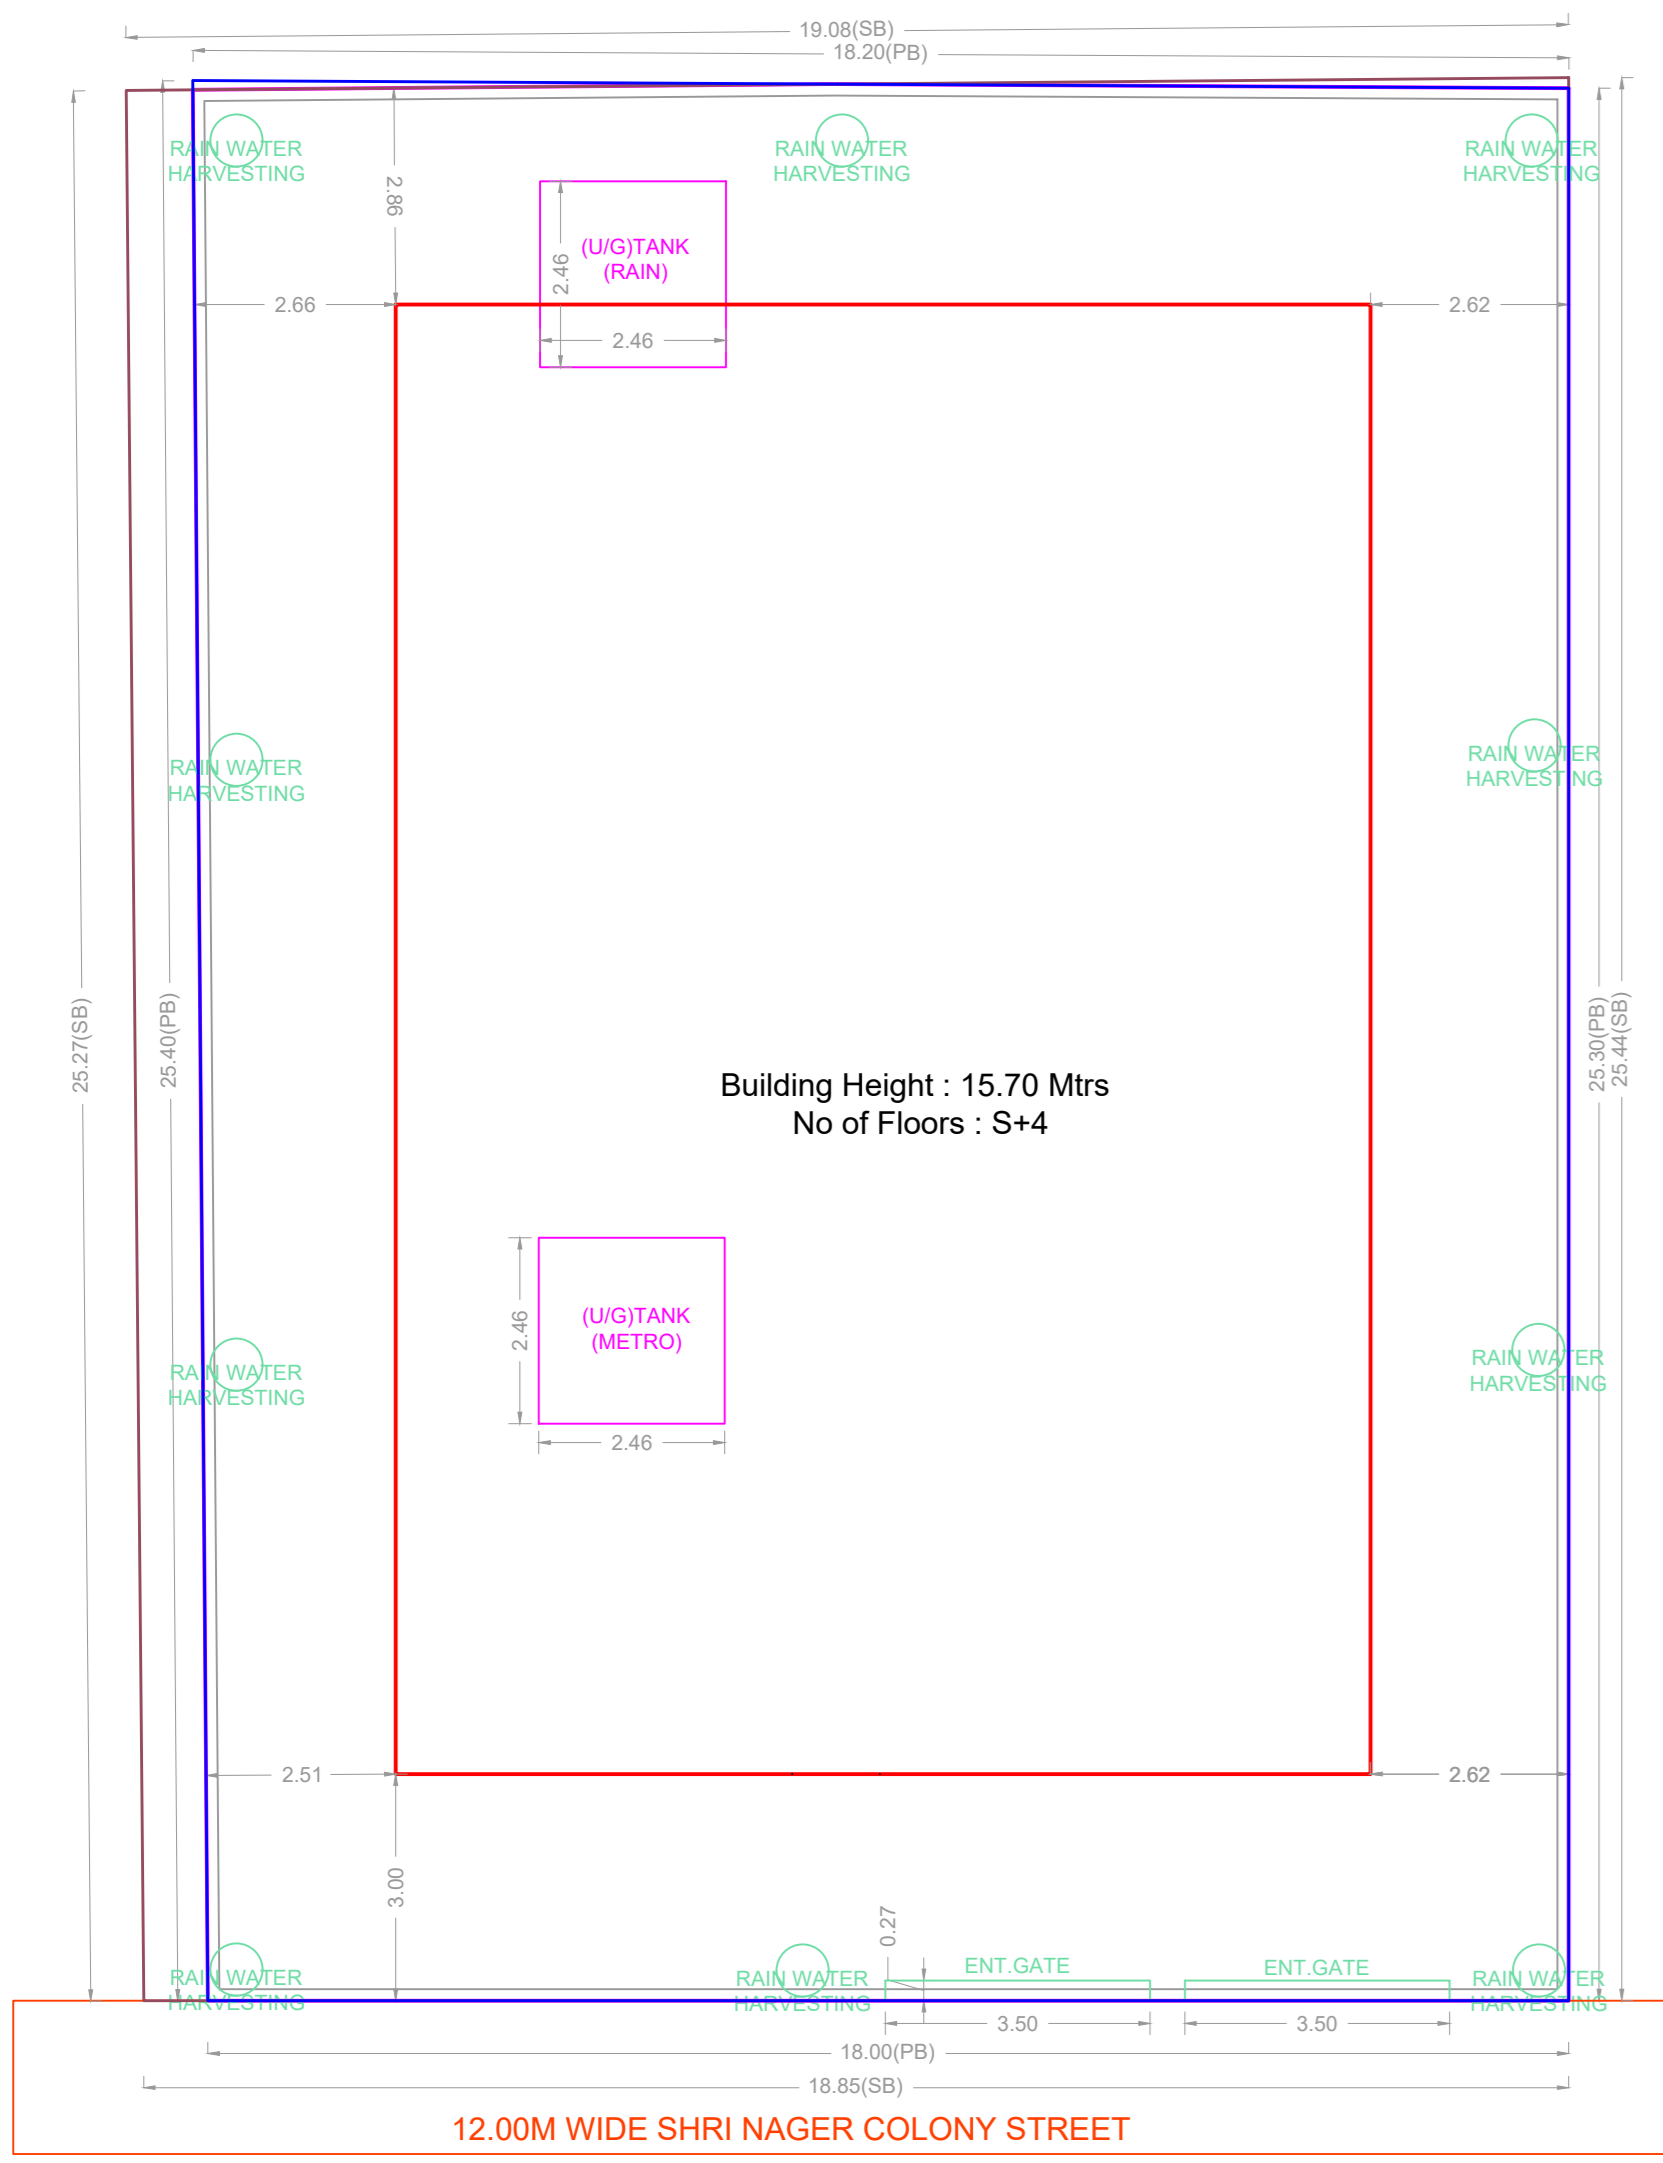 19.08(SB)
18.20(PB)
RAIN WATER
HARVESTING
RAIN WATER
HARVESTING
RAIN WATER
HARVESTING
2.86
(U/G)TANK
(RAIN)
2.46
2.46
2.66
2.62
RAIN WATER
HARVESTING
RAIN WATER
HARVESTING
25.27(SB)
25.40(PB)
25.30(PB)
25.44(SB)
Building Height : 15.70 Mtrs
No of Floors : S+4
(U/G)TANK
(METRO)
2.46
2.46
RAIN WATER
HARVESTING
RAIN WATER
HARVESTING
2.51
2.62
3.00
0.27
ENT.GATE
ENT.GATE
RAIN WATER
HARVESTING
RAIN WATER
HARVESTING
RAIN WATER
HARVESTING
3.50
3.50
18.00(PB)
18.85(SB)
12.00M WIDE SHRI NAGER COLONY STREET